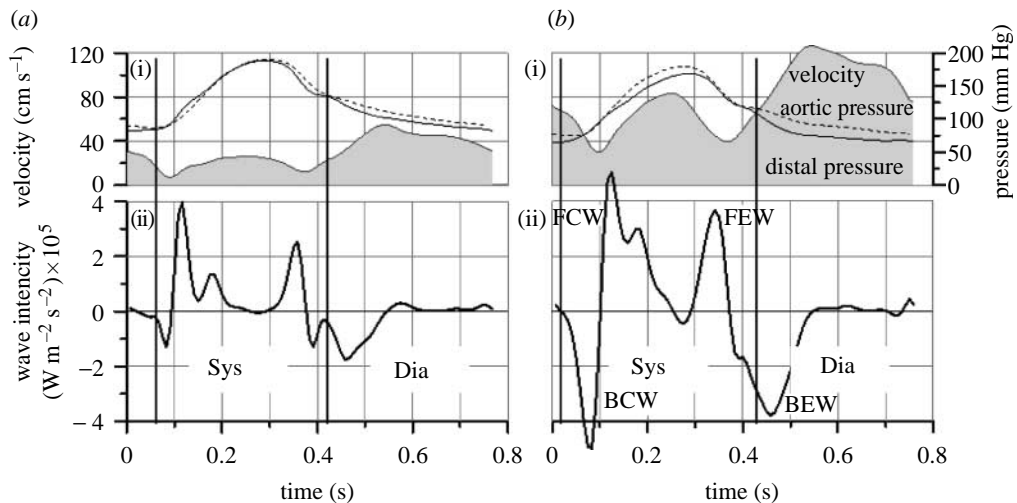 (a)
(b)
velocity (cm s⁻¹)
120
80
40
0
(i)
(i)
velocity
aortic pressure
distal pressure
200
150
100
50
0
pressure (mm Hg)
wave intencity
(W m⁻² s⁻²) × 10⁵
4
2
0
−2
−4
(ii)
Sys
Dia
(ii)
FCW
FEW
Sys
Dia
BCW
BEW
0
0.2
0.4
0.6
0.8
0
0.2
0.4
0.6
0.8
time (s)
time (s)